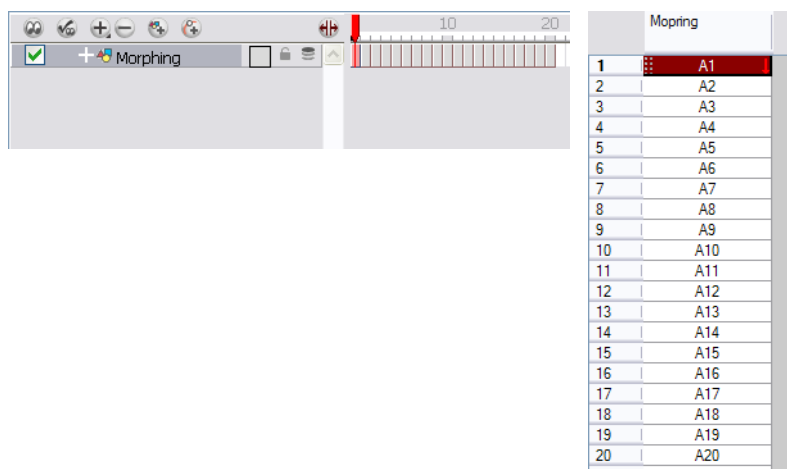 10 20
Morphing
Mopring
1 A1
2 A2
3 A3
4 A4
5 A5
6 A6
7 A7
8 A8
9 A9
10 A10
11 A11
12 A12
13 A13
14 A14
15 A15
16 A16
17 A17
18 A18
19 A19
20 A20